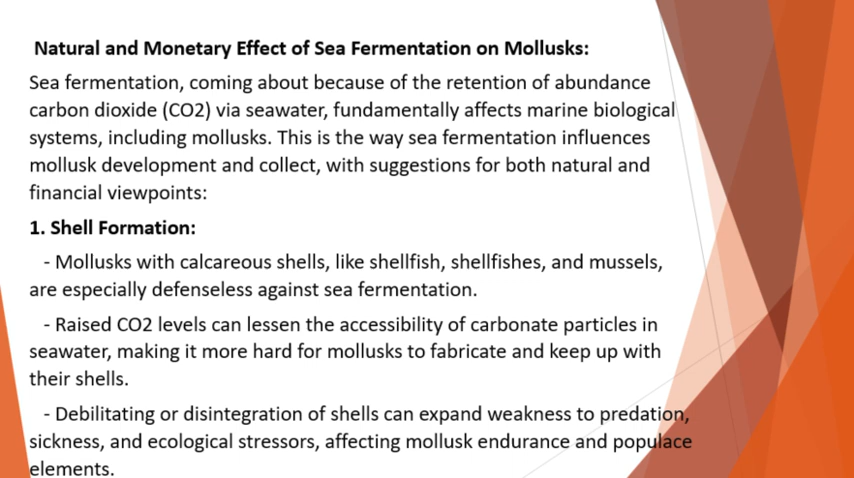 Natural and Monetary Effect of Sea Fermentation on Mollusks:
Sea fermentation, coming about because of the retention of abundance
carbon dioxide (CO2) via seawater, fundamentally affects marine biological
systems, including mollusks. This is the way sea fermentation influences
mollusk development and collect, with suggestions for both natural and
financial viewpoints:
1. Shell Formation:
- Mollusks with calcareous shells, like shellfish, shellfishes, and mussels,
are especially defenseless against sea fermentation.
- Raised CO2 levels can lessen the accessibility of carbonate particles in
seawater, making it more hard for mollusks to fabricate and keep up with
their shells.
- Debilitating or disintegration of shells can expand weakness to predation,
sickness, and ecological stressors, affecting mollusk endurance and populace
elements.